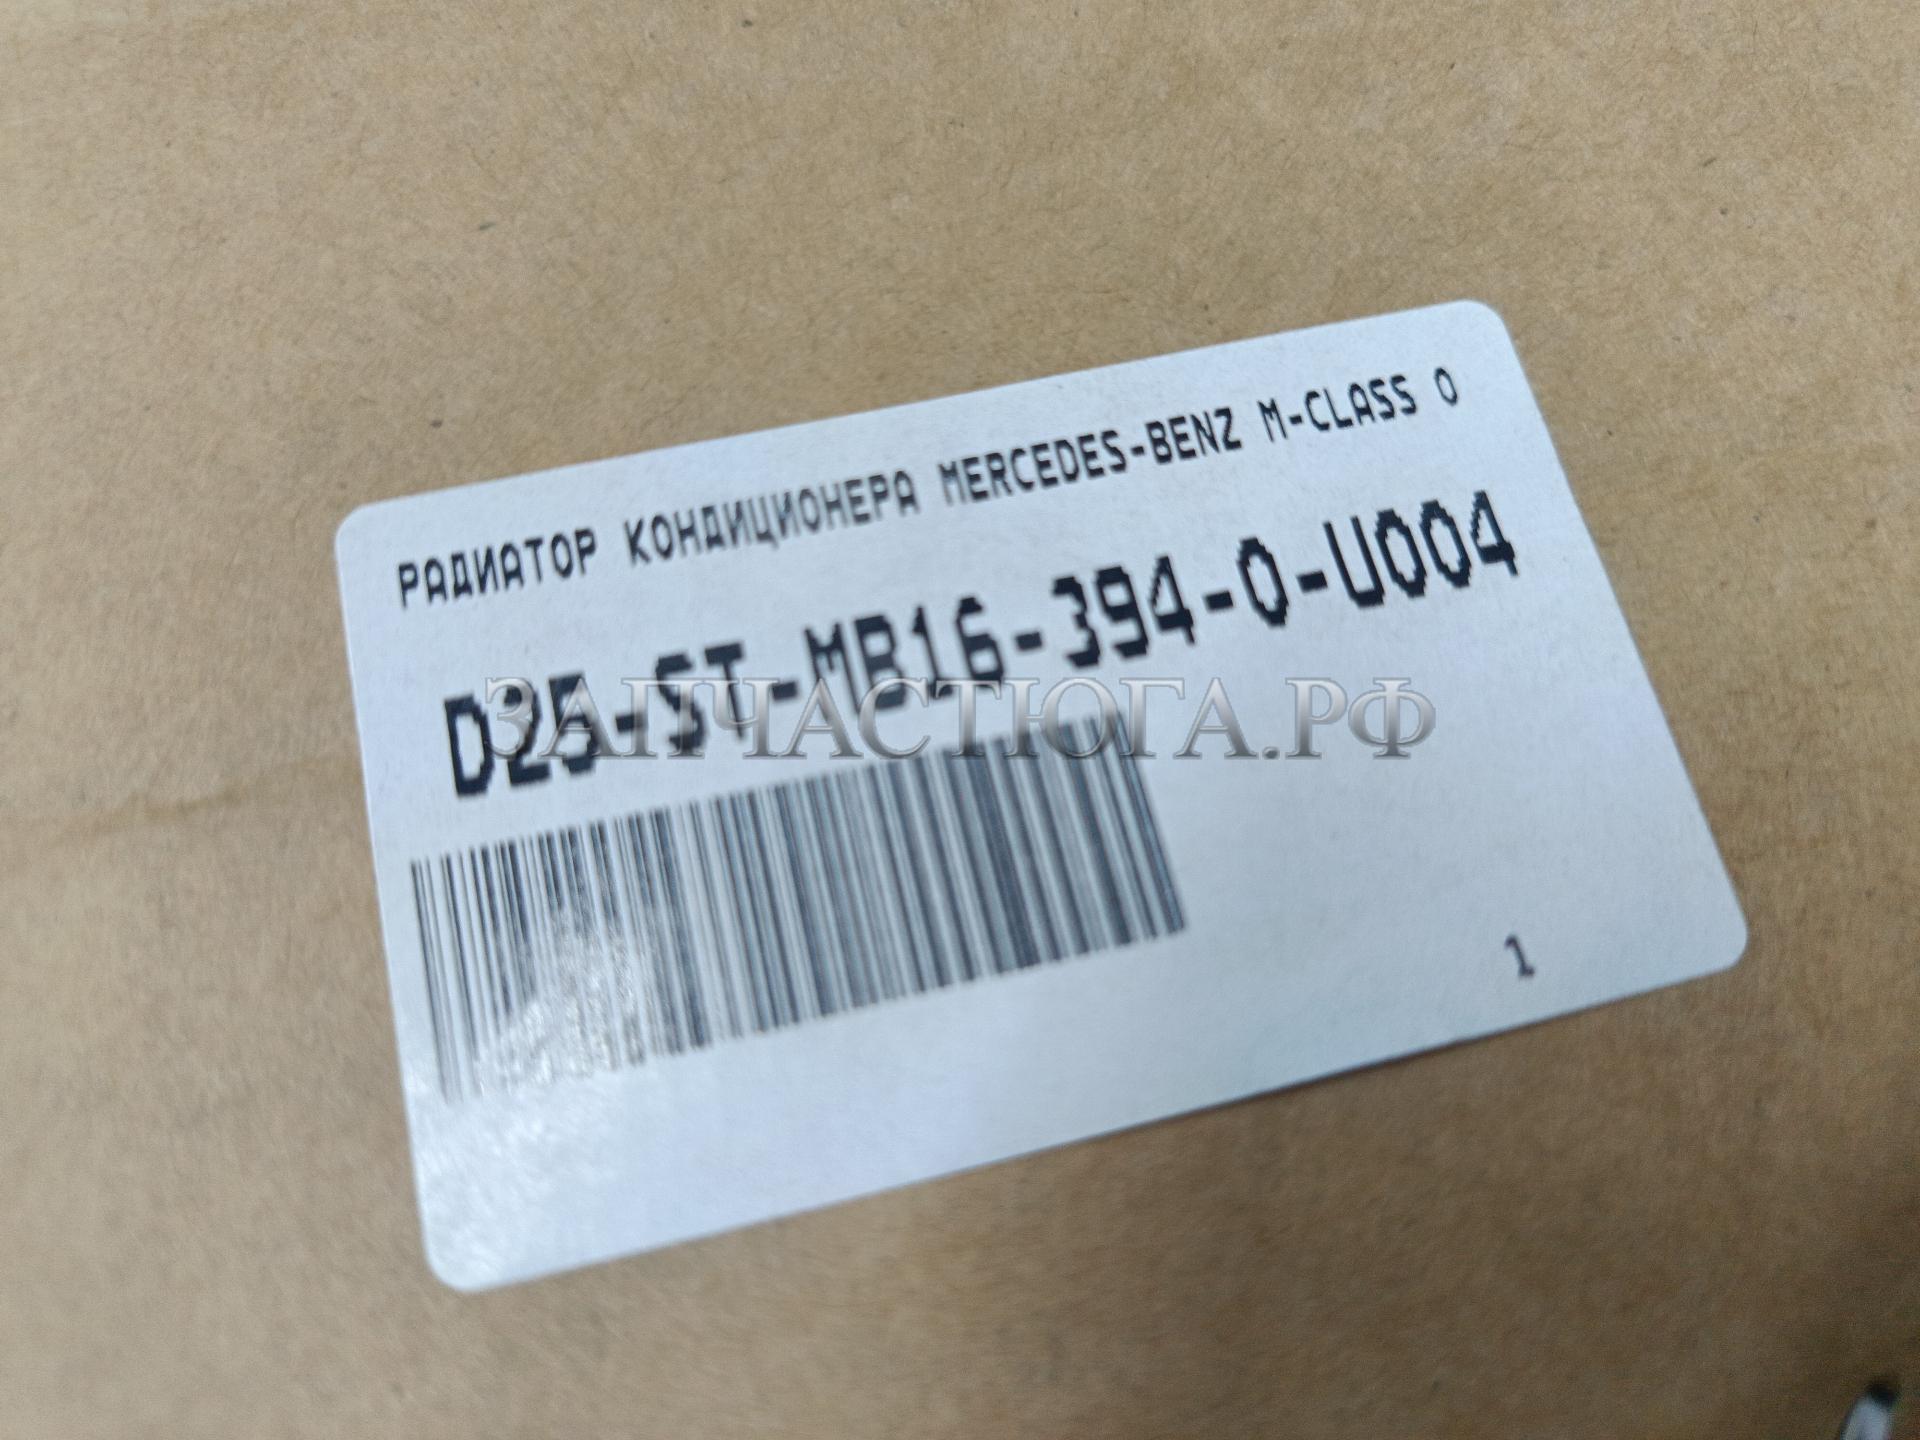 РАДИАТОР КОНДИЦИОНЕРА MERCEDES-BENZ M-CLASS 0
D25-ST-MB16-394-0-U004
ЗАПЧАСТЮГА.РФ
1